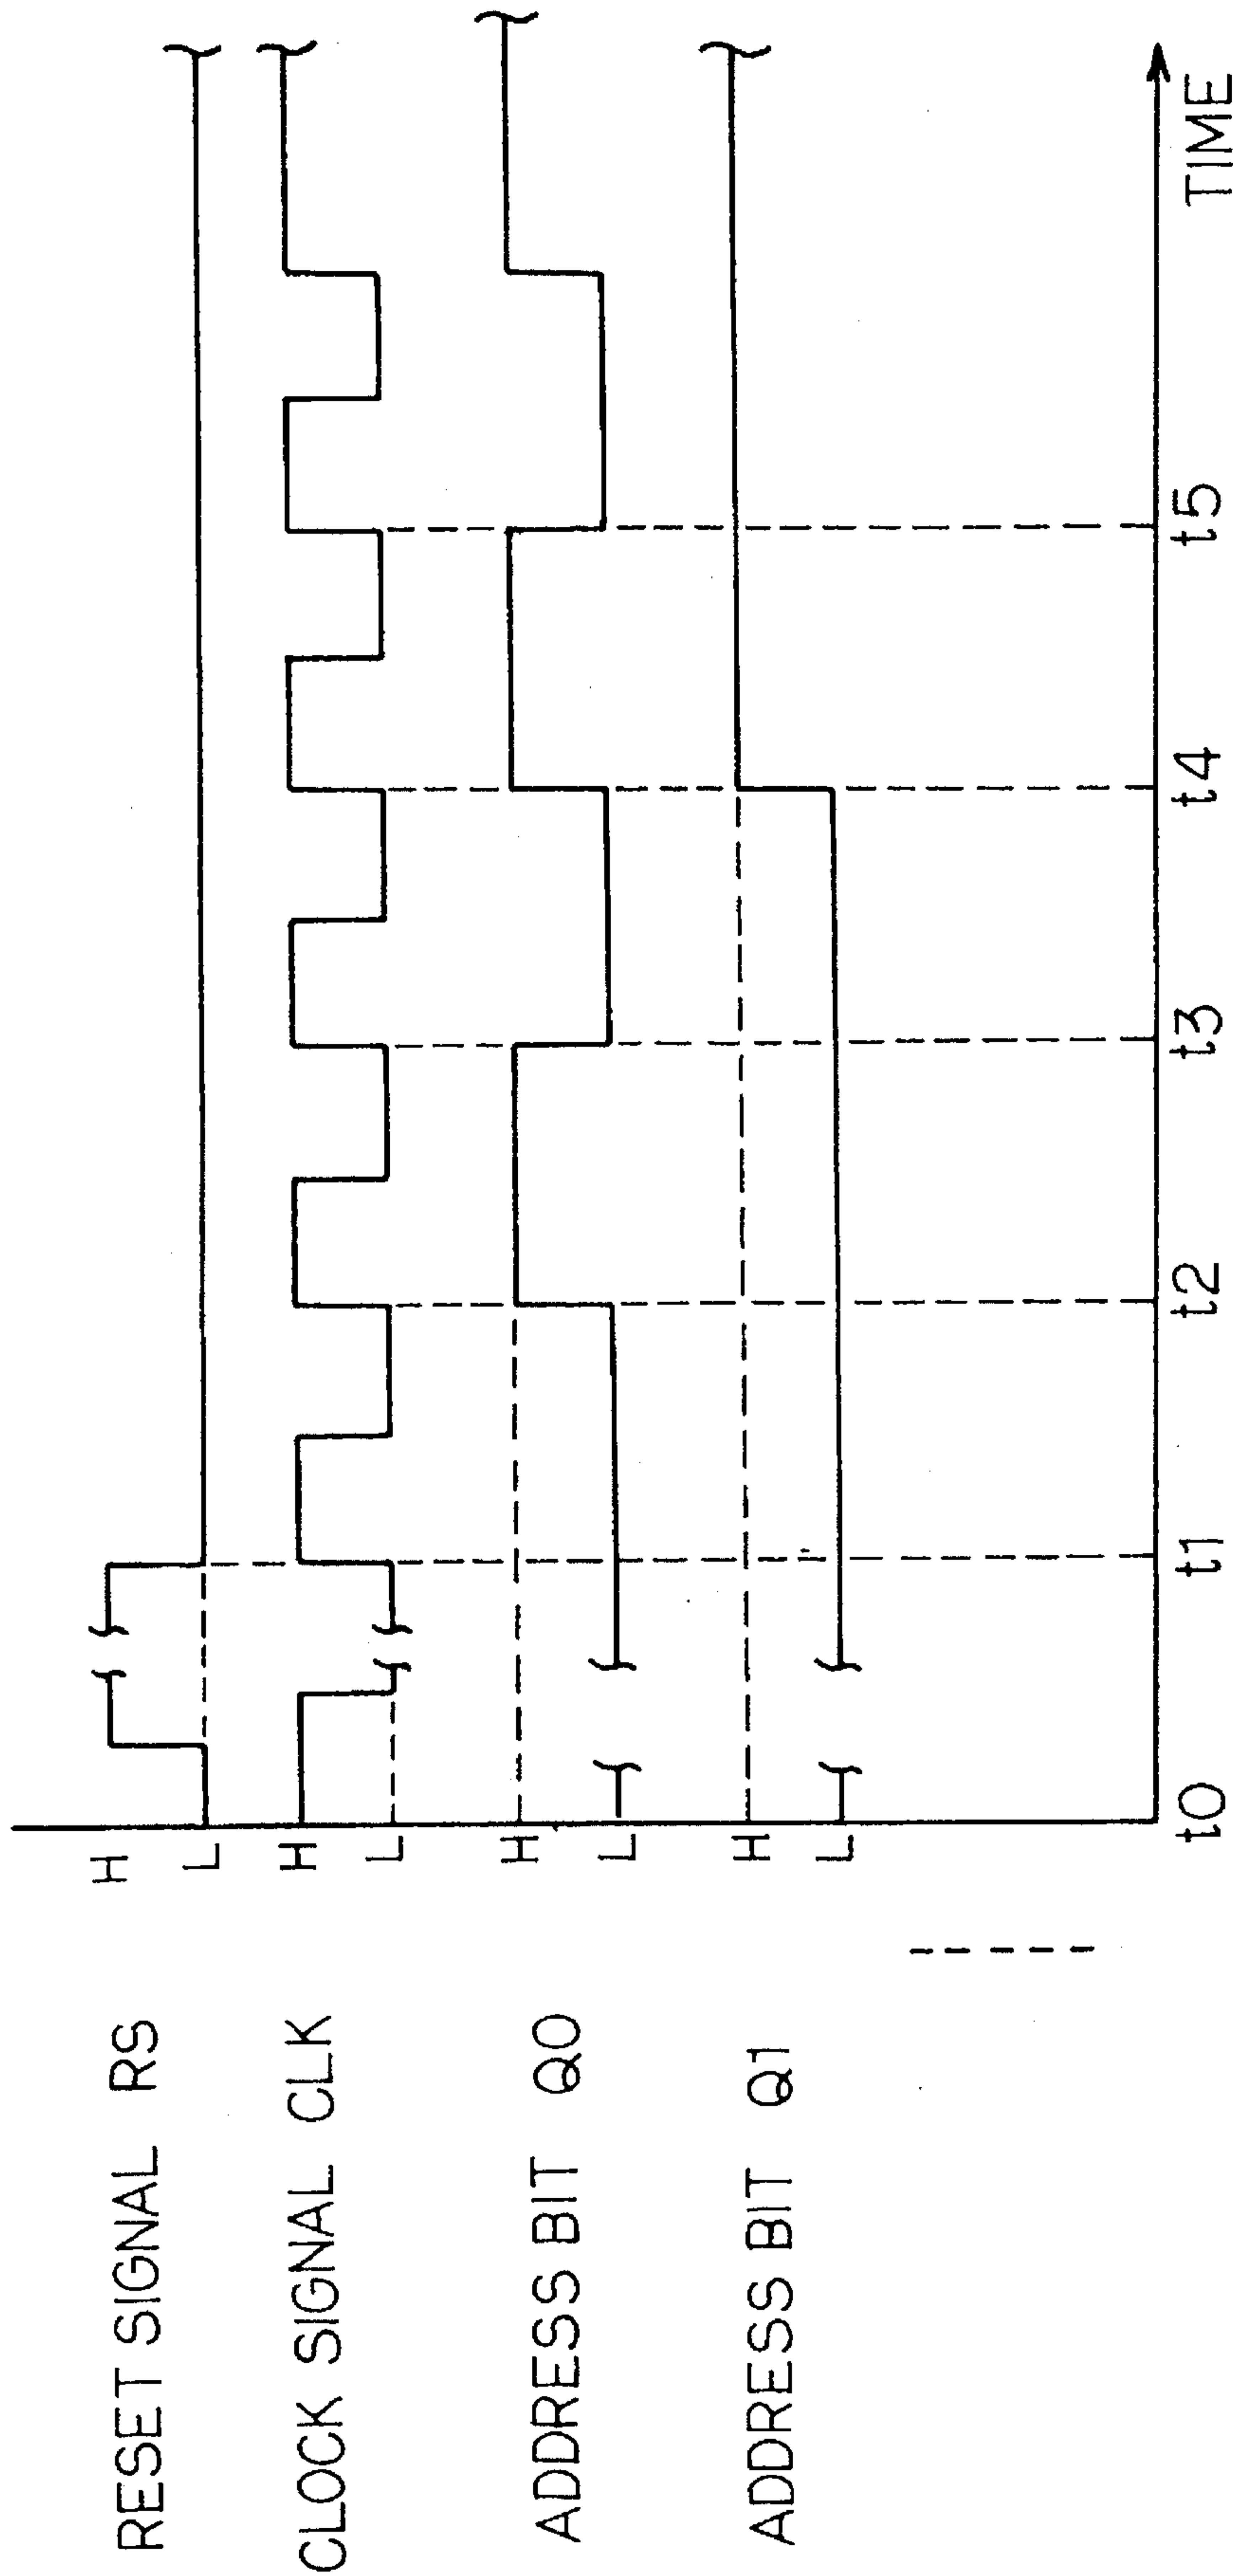 RESET SIGNAL RS
H
L
CLOCK SIGNAL CLK
H
L
ADDRESS BIT Q0
H
L
ADDRESS BIT Q1
H
L
t0 t1 t2 t3 t4 t5
TIME